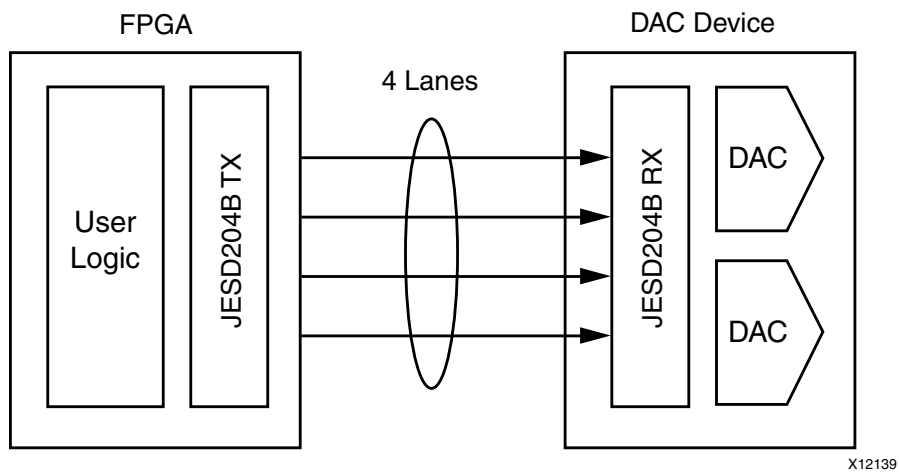 FPGA
DAC Device
4 Lanes
User
Logic
JESD204B TX
JESD204B RX
DAC
DAC
X12139